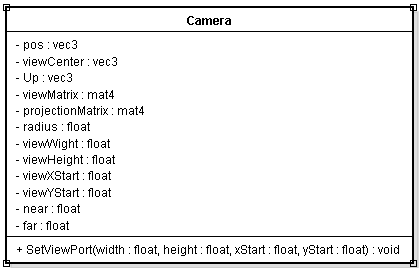 Camera
- pos : vec3
- viewCenter : vec3
- Up : vec3
- viewMatrix : mat4
- projectionMatrix : mat4
- radius : float
- viewWight : float
- viewHeight : float
- viewXStart : float
- viewYStart : float
- near : float
- far : float
+ SetViewPort(width : float, height : float, xStart : float, yStart : float) : void